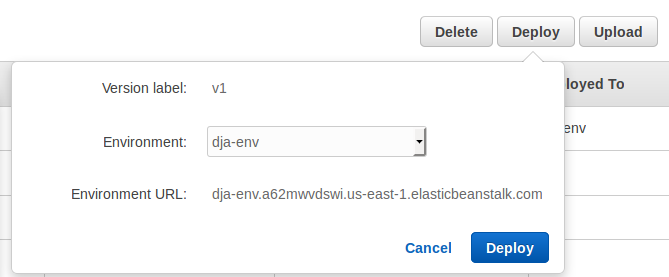 Delete Deploy Upload
Version label: v1
loyed To
Environment: dja-env
env
Environment URL: dja-env.a62mwvdswi.us-east-1.elasticbeanstalk.com
Cancel Deploy